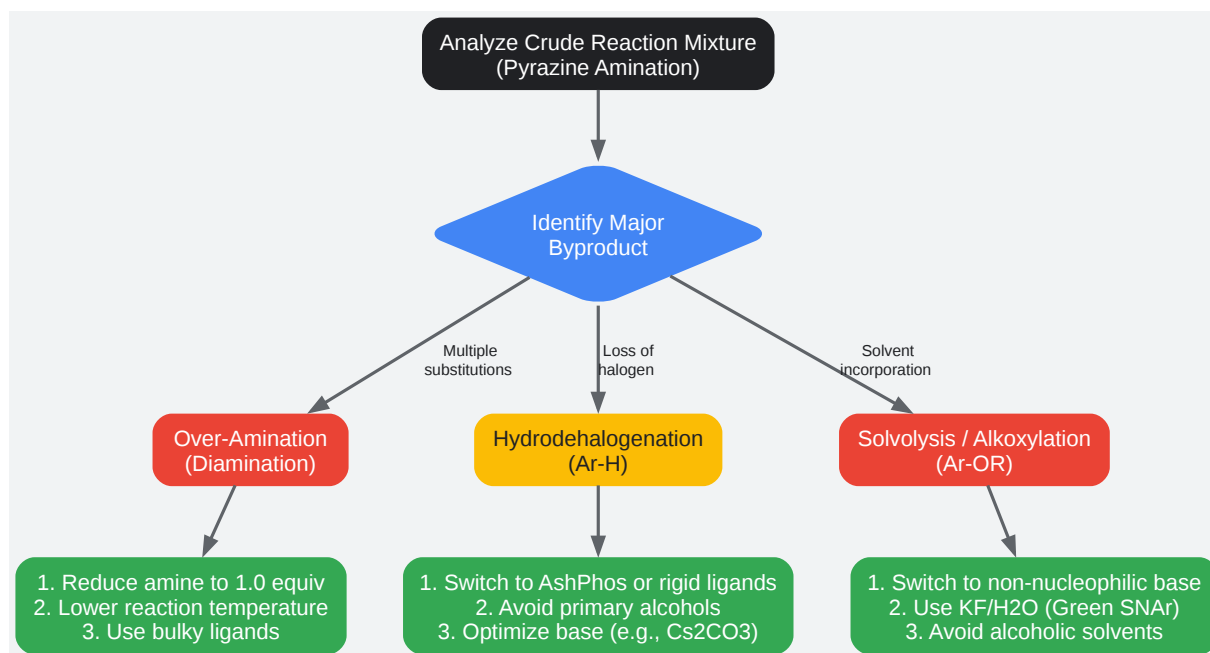 Analyze Crude Reaction Mixture
(Pyrazine Amination)
Identify Major
Byproduct
Multiple
substitutions
Loss of
halogen
Solvent
incorporation
Over-Amination
(Diamination)
Hydrodehalogenation
(Ar-H)
Solvolysis / Alkoxylation
(Ar-OR)
1. Reduce amine to 1.0 equiv
2. Lower reaction temperature
3. Use bulky ligands
1. Switch to AshPhos or rigid ligands
2. Avoid primary alcohols
3. Optimize base (e.g., Cs2CO3)
1. Switch to non-nucleophilic base
2. Use KF/H2O (Green SNAr)
3. Avoid alcoholic solvents